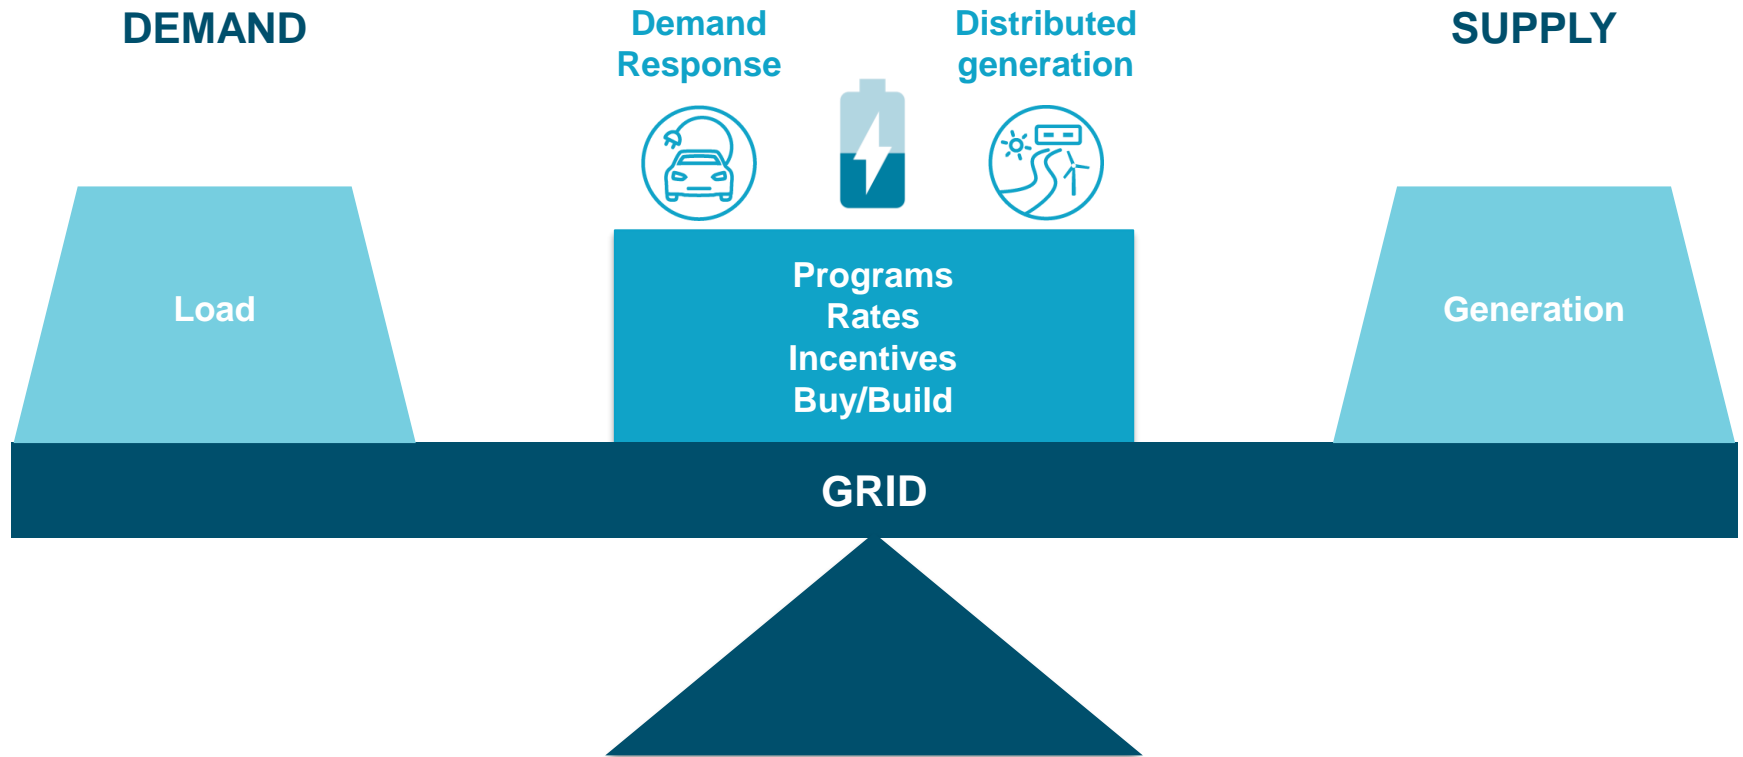 DEMAND
Demand
Response
Distributed
generation
SUPPLY
Load
Programs
Rates
Incentives
Buy/Build
Generation
GRID